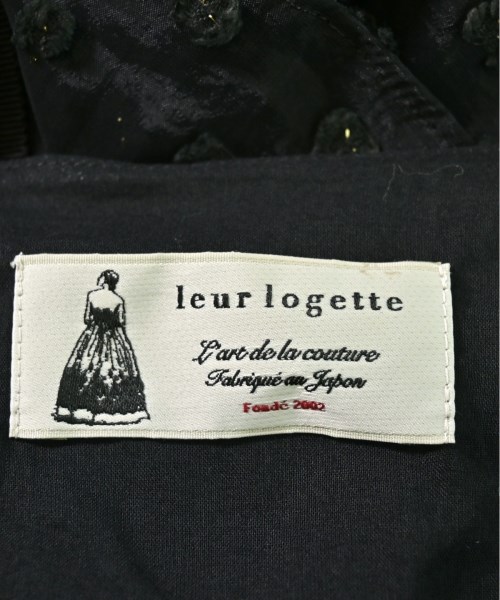 leur logette
L'art de la couture
Fabriqué au Japon
Fondé 2002